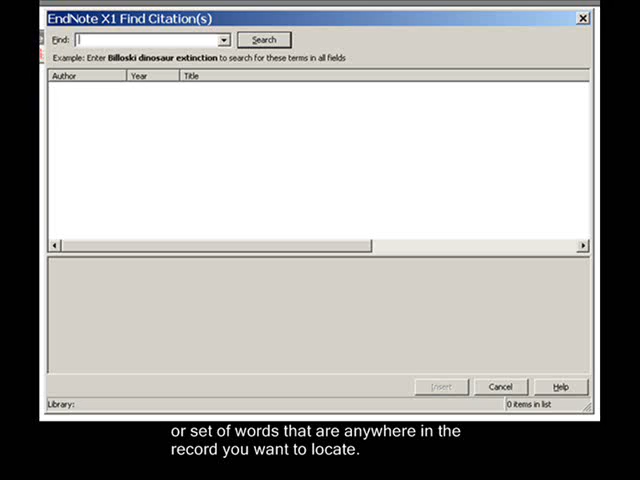 EndNote X1 Find Citation(s)
Find: Search
Example: Enter Billoski dinosaur extinction to search for these terms in all fields
Author Year Title
Insert Cancel Help
Library: 0 items in list
or set of words that are anywhere in the
record you want to locate.